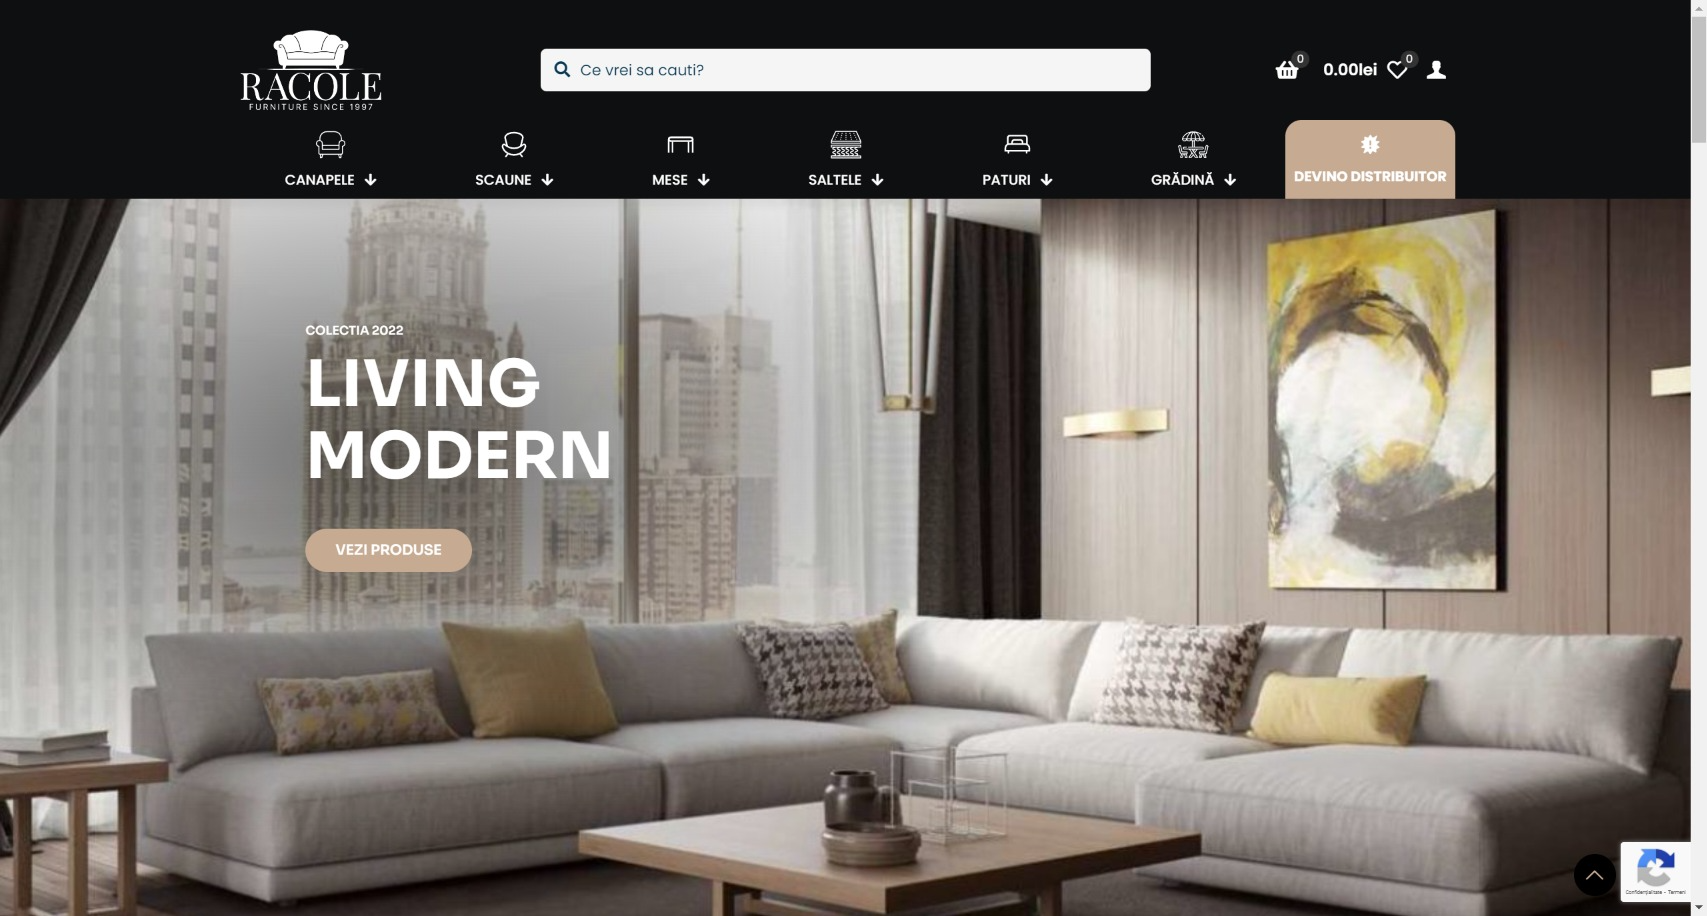 RACOLE
FURNITURE SINCE 1997
Ce vrei sa cauti?
0
0.00lei
0
CANAPELE
SCAUNE
MESE
SALTELE
PATURI
GRĂDINĂ
DEVINO DISTRIBUITOR
COLECTIA 2022
LIVING
MODERN
VEZI PRODUSE
Confidențialitate - Termeni